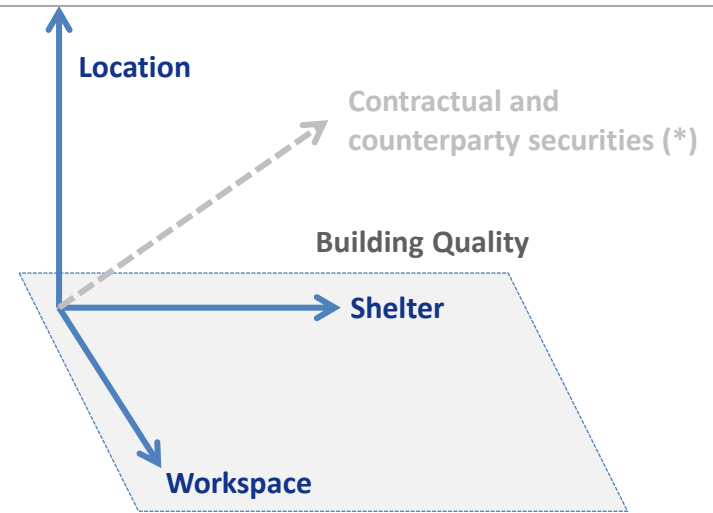 Location
Contractual and
counterparty securities (*)
Building Quality
Shelter
Workspace